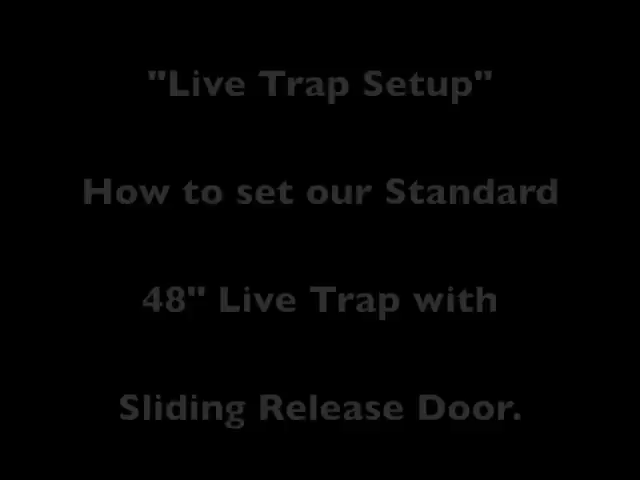 "Live Trap Setup"
How to set our Standard
48" Live Trap with
Sliding Release Door.